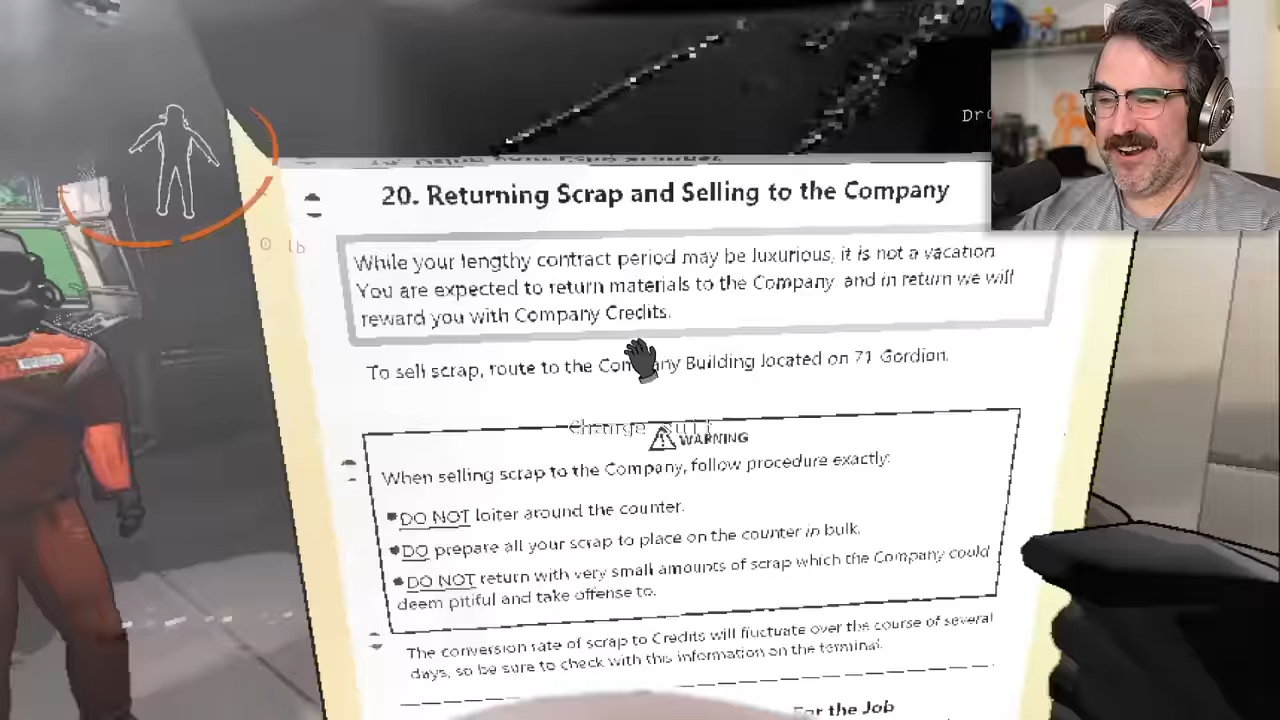 20. Returning Scrap and Selling to the Company
0 lb
While your lengthy contract period may be luxurious, it is not a vacation
You are expected to return materials to the Company, and in return we will
reward you with Company Credits.
To sell scrap, route to the Company Building located on 71 Gordion.
Change
WARNING
When selling scrap to the Company, follow procedure exactly:
•DO NOT loiter around the counter.
•DO prepare all your scrap to place on the counter in bulk.
•DO NOT return with very small amounts of scrap which the Company could
deem pitiful and take offense to.
The conversion rate of scrap to Credits will fluctuate over the course of several
days, so be sure to check with this information on the terminal.
For the Job